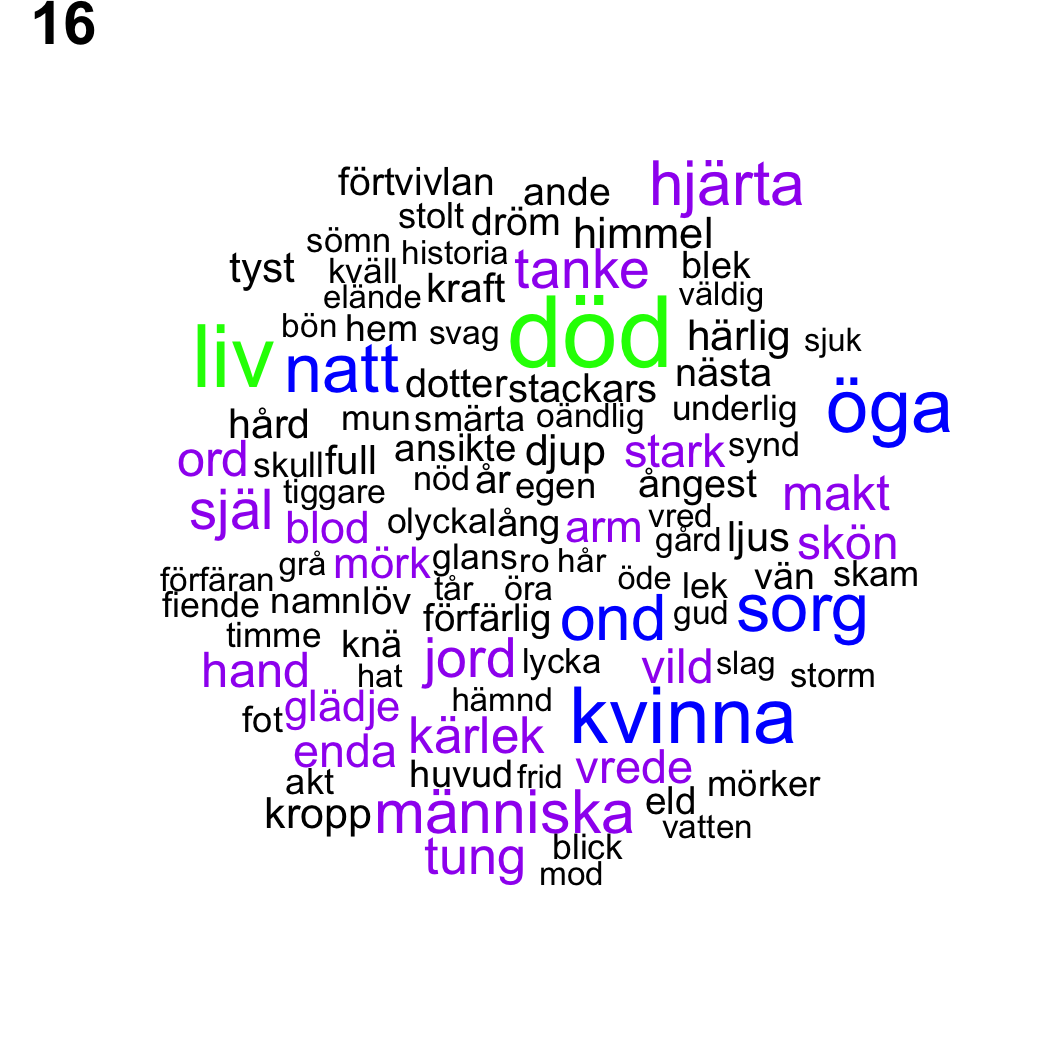 16
förtvivlan ande hjärta
stolt dröm himmel
sömn historia
tyst kväll tanke blek
elände kraft väldig
liv bön hem svag död härlig sjuk
natt dotter stackars nästa öga
hård mun smärta oändlig underlig
ord skull full ansikte djup stark synd
själ tiggare nöd år egen ångest makt
blod olycka lång arm vred gård ljus skön
grå mörk glans ro hår
förfäran tår öra öde lek vän skam
fiende namn löv förfärlig ond gud sorg
timme knä
hand hat jord lycka vild slag storm
fot glädje hämnd kvinna
enda kärlek
akt huvud frid vrede mörker
kropp människa eld vatten
tung blick
mod